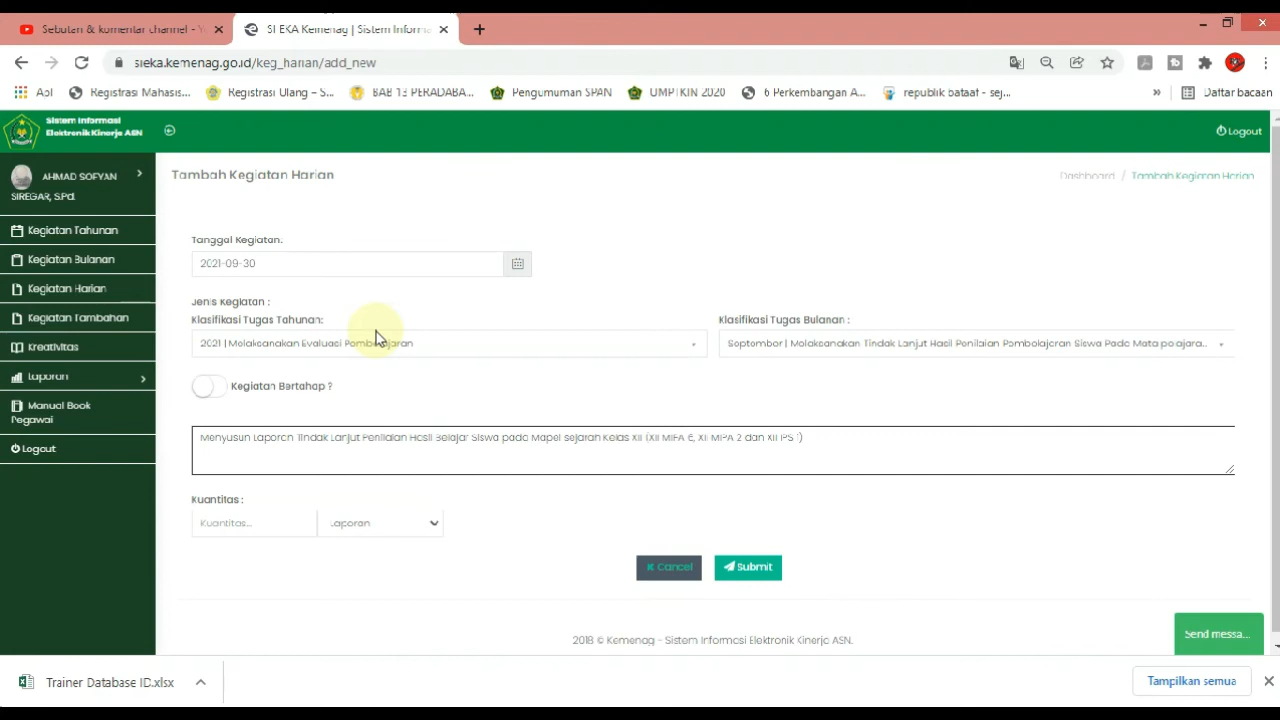 Sebutan & komentar channel - Y
SI EKA Kemenag | Sistem Informa
sieka.kemenag.go.id/keg_harian/add_new
Apl
Registrasi Mahasis...
Registrasi Ulang - S...
BAB 13 PERADABA...
Pengumuman SPAN
UMPTKIN 2020
6 Perkembangan A...
republik bataaf - sej...
»
Daftar bacaan
Sistem Informasi
Elektronik Kinerja ASN
Logout
AHMAD SOFYAN
SIREGAR, S.Pd.
Kegiatan Tahunan
Kegiatan Bulanan
Kegiatan Harian
Kegiatan Tambahan
Kreatifitas
Laporan
Manual Book
Pegawai
Logout
Tambah Kegiatan Harian
Dashboard / Tambah Kegiatan Harian
Tanggal Kegiatan:
2021-09-30
Jenis Kegiatan :
Klasifikasi Tugas Tahunan:
2021 | Melaksanakan Evaluasi Pembelajaran
Klasifikasi Tugas Bulanan :
September | Melaksanakan Tindak Lanjut Hasil Penilaian Pembelajaran Siswa Pada Mata pelajara...
Kegiatan Bertahap ?
Menyusun Laporan Tindak Lanjut Penilaian Hasil Belajar Siswa pada Mapel sejarah Kelas XII (XII MIPA 6, XII MIPA 2 dan XII IPS 1)
Kuantitas :
Kuantitas...
Laporan
Cancel
Submit
2018 © Kemenag - Sistem Informasi Elektronik Kinerja ASN.
Send messa...
Trainer Database ID.xlsx
Tampilkan semua